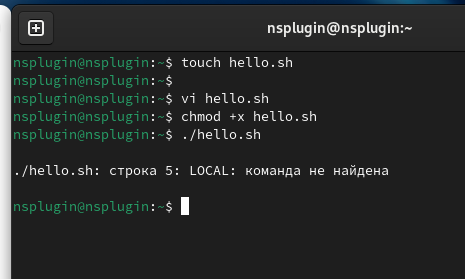 nsplugin@nsplugin:~
nsplugin@nsplugin:~$ touch hello.sh
nsplugin@nsplugin:~$
nsplugin@nsplugin:~$ vi hello.sh
nsplugin@nsplugin:~$ chmod +x hello.sh
nsplugin@nsplugin:~$ ./hello.sh
./hello.sh: строка 5: LOCAL: команда не найдена
nsplugin@nsplugin:~$